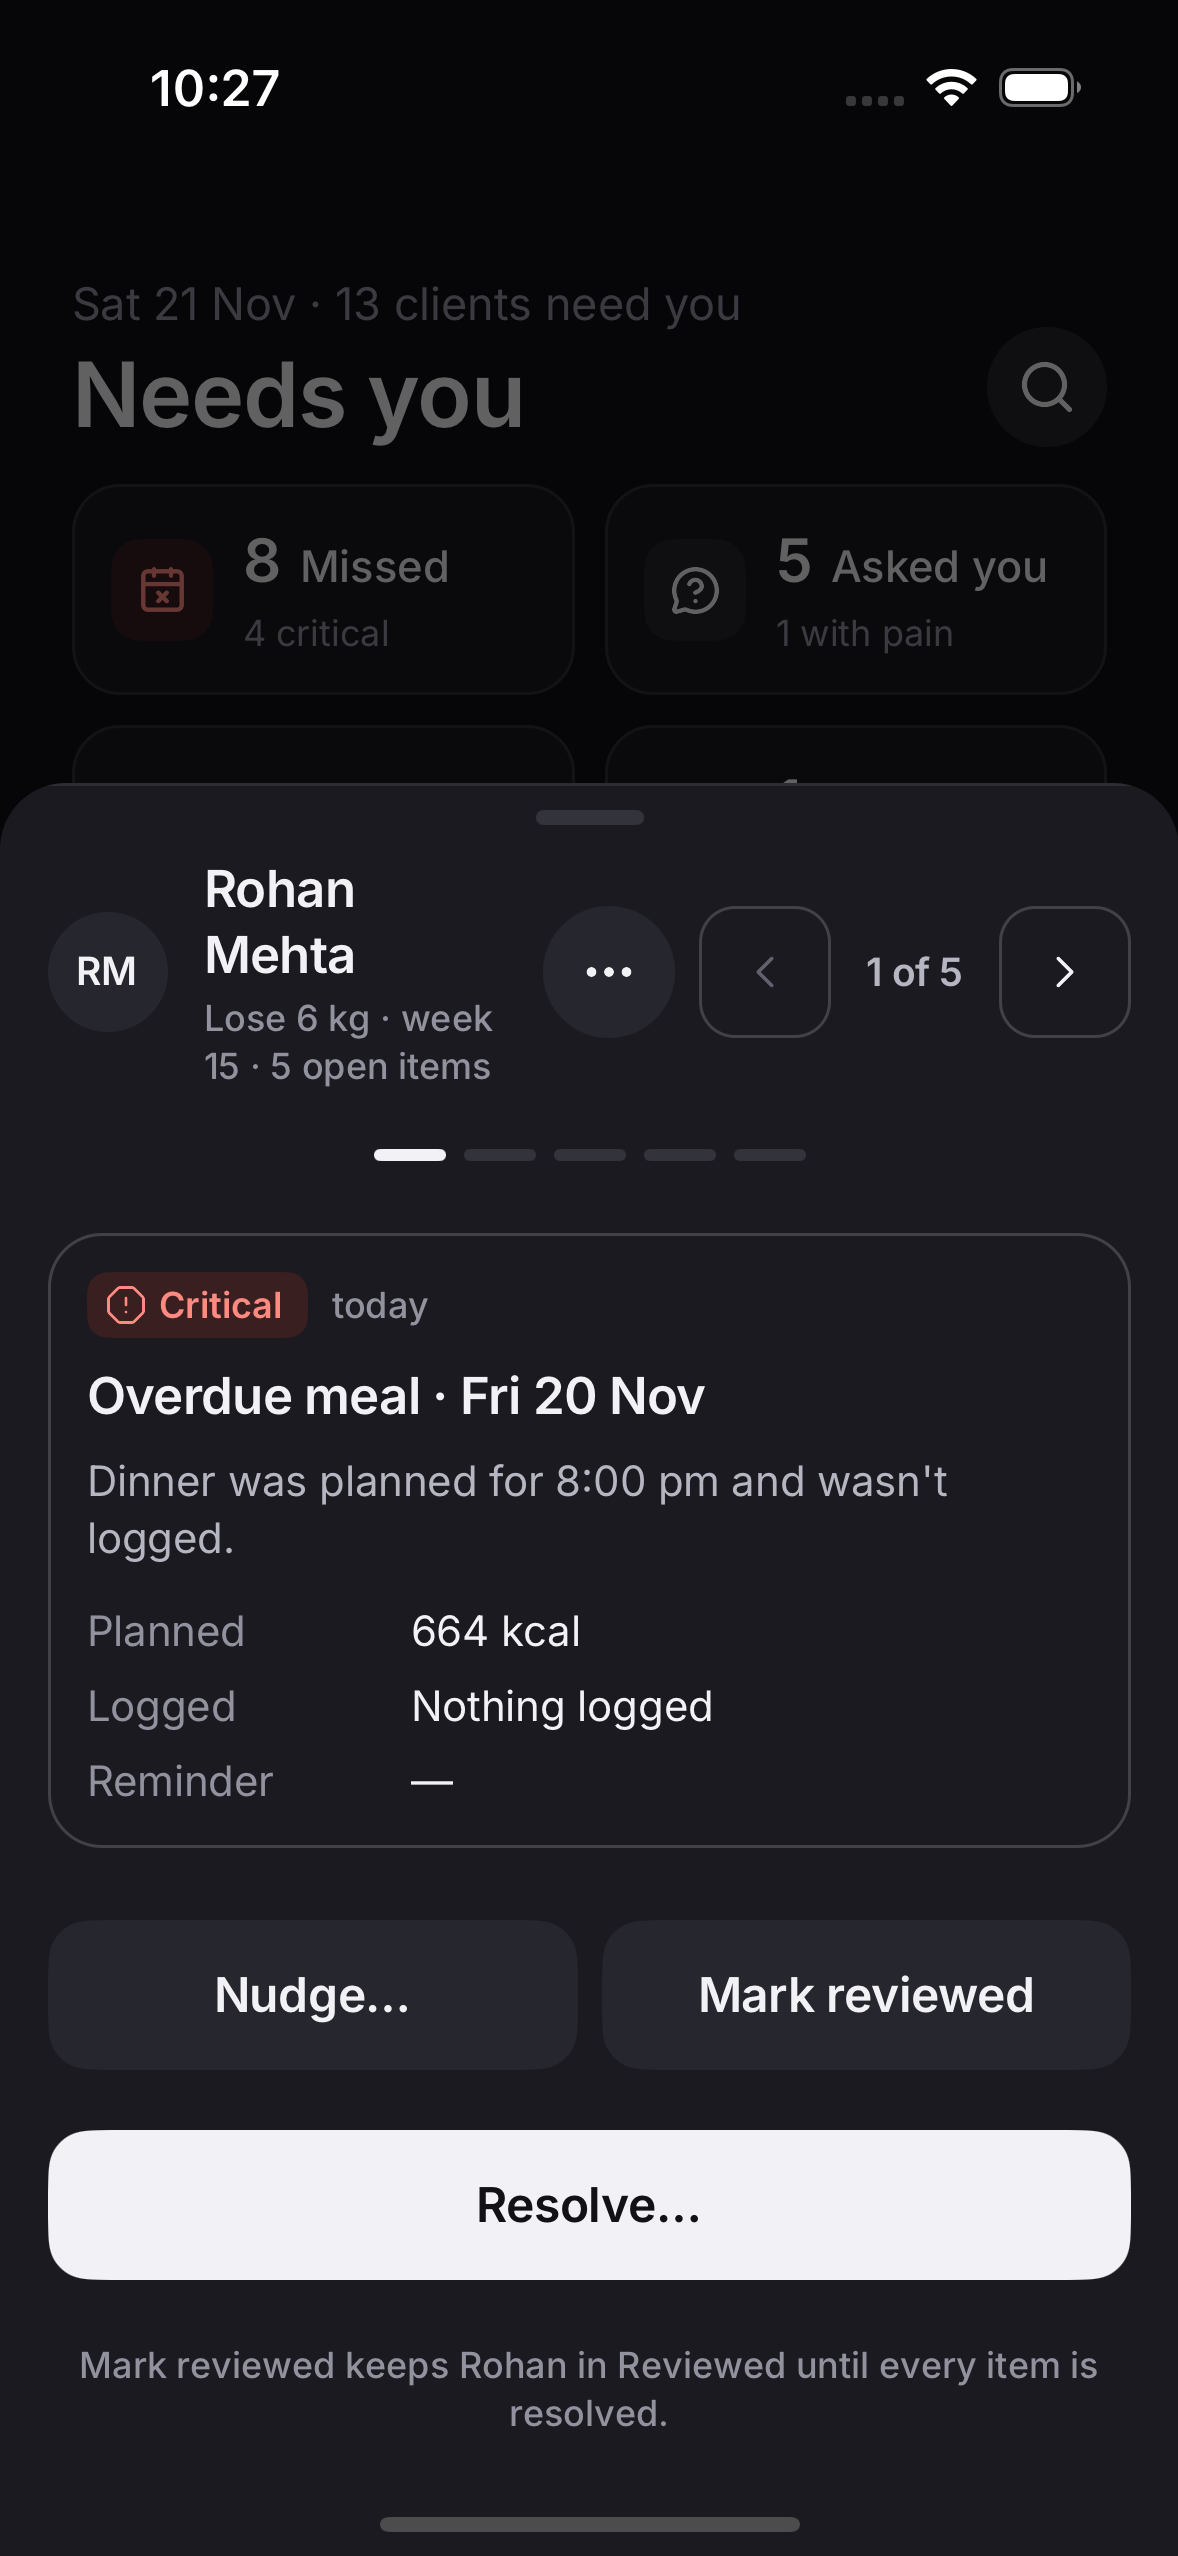 10:27
Sat 21 Nov · 13 clients need you
Needs you
8 Missed
4 critical
5 Asked you
1 with pain
RM
Rohan
Mehta
Lose 6 kg · week
15 · 5 open items
1 of 5
Critical today
Overdue meal · Fri 20 Nov
Dinner was planned for 8:00 pm and wasn't
logged.
Planned 664 kcal
Logged Nothing logged
Reminder —
Nudge...
Mark reviewed
Resolve...
Mark reviewed keeps Rohan in Reviewed until every item is
resolved.